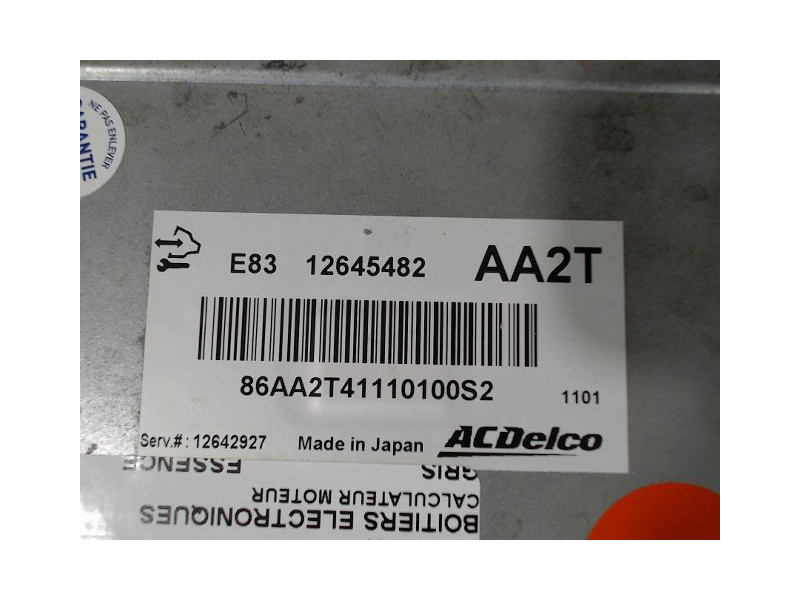 NE PAS ENLEVER
GARANTIE
E83 12645482 AA2T
86AA2T41110100S2
1101
Serv.#: 12642927 Made in Japan ACDelco
BOITIERS ELECTRONIQUES
CALCULATEUR MOTEUR
GRIS
ESSENCE